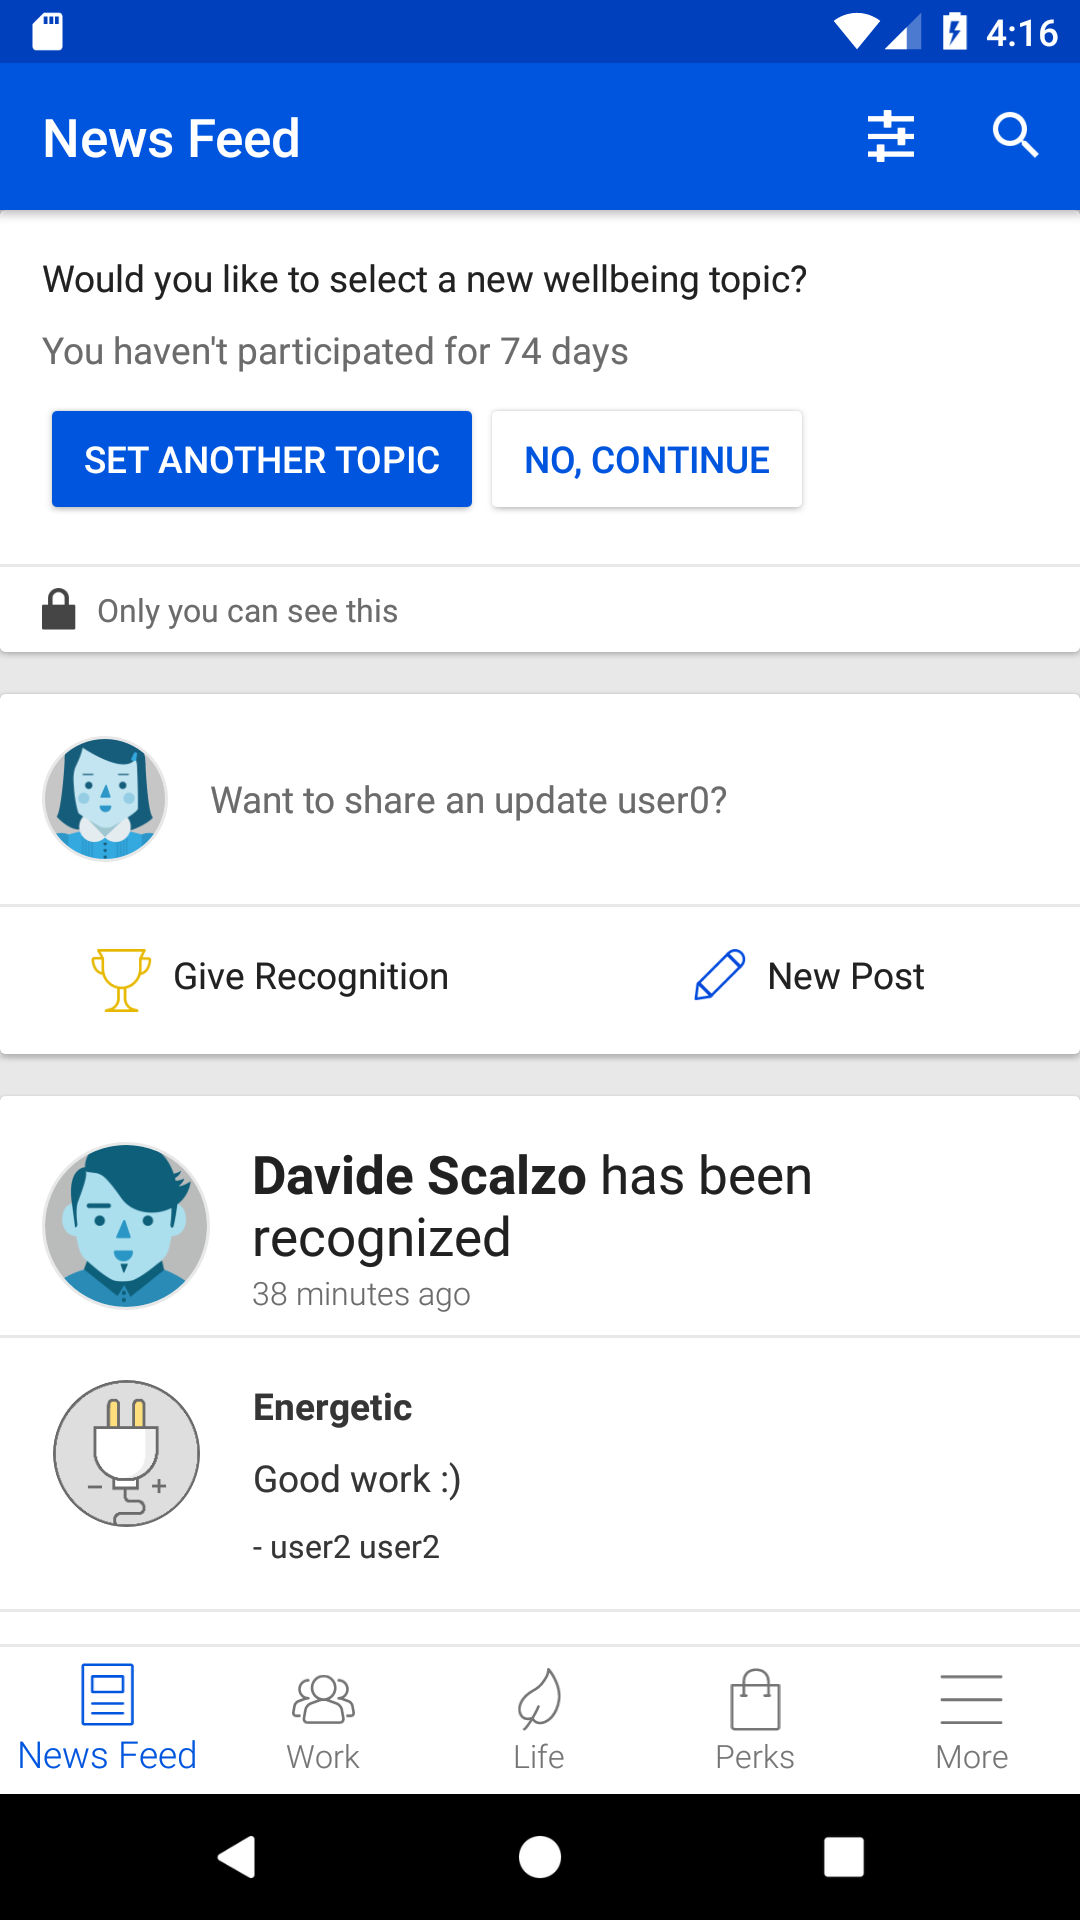 4:16
News Feed
Would you like to select a new wellbeing topic?
You haven't participated for 74 days
SET ANOTHER TOPIC NO, CONTINUE
Only you can see this
Want to share an update user0?
Give Recognition New Post
Davide Scalzo has been
recognized
38 minutes ago
Energetic
Good work :)
- user2 user2
News Feed Work Life Perks More